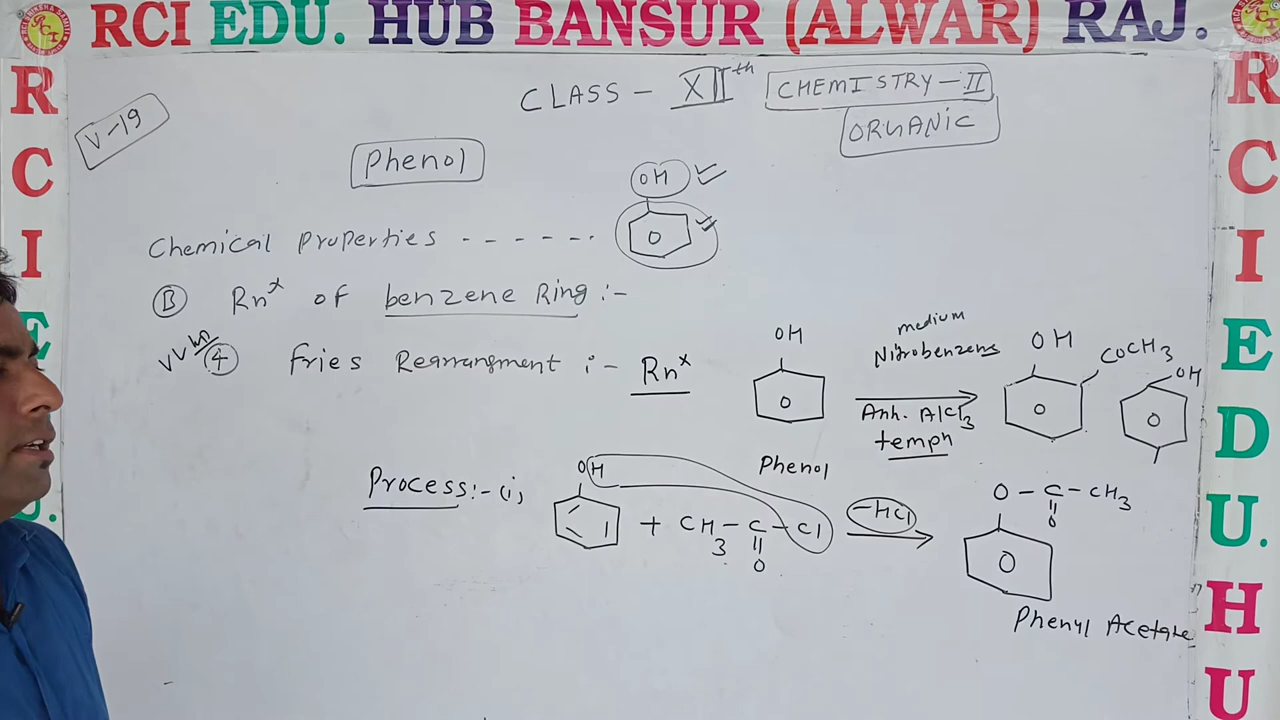 RCI EDU. HUB BANSUR (ALWAR) RAJ.
R
C
I
E
D
U.
H
U
R
C
I
E
U.
CLASS - XIIth CHEMISTRY-II
ORGANIC
V-19
Phenol
OH
Chemical Properties - - - - - -
O
(B) Rnx of benzene Ring :-
(4) Fries Rearrangment :- Rnx
OH
O
medium
Nitrobenzene
Anh. AlCl3
temph
OH
COCH3
O
OH
O
Phenol
Process:- (i)
OH
+ CH3-C-Cl
O
-HCl
O-C-CH3
O
O
Phenyl Acetate